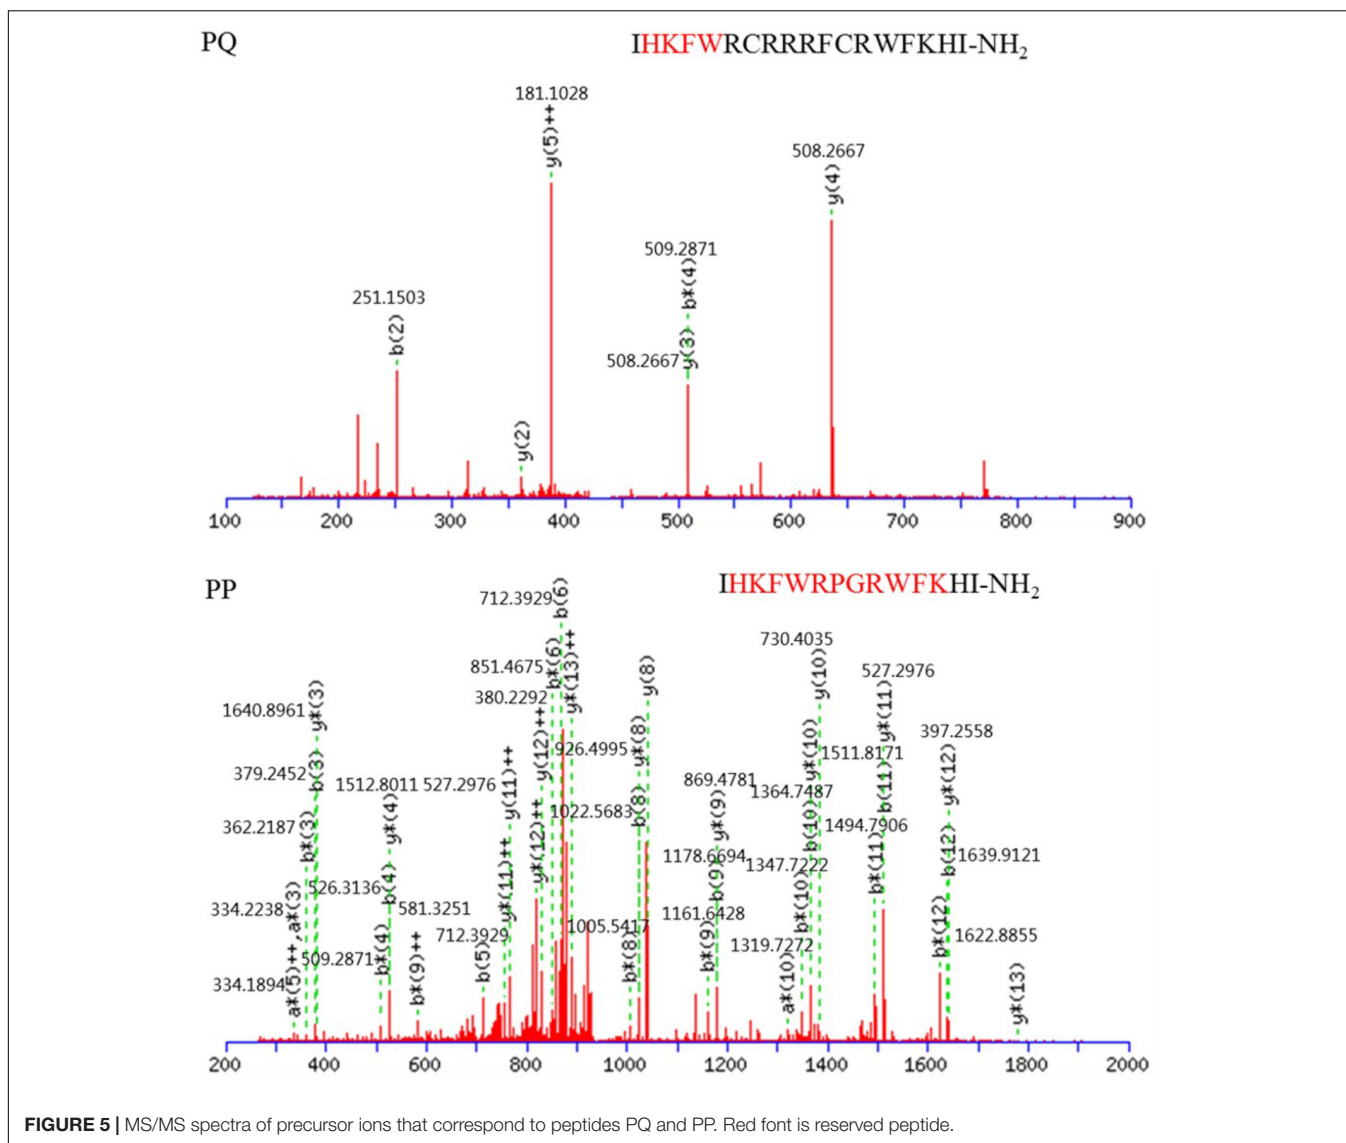 PQ
IHKFWRCRRRFCRWFKHI-NH₂
181.1028
y(5)++
508.2667
y(4)
509.2871
b*(4)
251.1503
b(2)
508.2667
y(3)
y(2)
100 200 300 400 500 600 700 800 900
PP
IHKFWRPGRWFKHI-NH₂
712.3929
b(6)
730.4035
y(10)
851.4675
b*(6)
y*(13)++
380.2292
y(12)++
y(8)
527.2976
y*(11)
1640.8961
y*(3)
926.4995
y*(8)
1511.8171
397.2558
y*(12)
379.2452
b(3)
1512.8011
y*(4)
527.2976
y(11)++
869.4781
y*(9)
1364.7487
y*(10)
b(11)
362.2187
b*(3)
1022.5683
b(8)
1494.7906
b*(11)
526.3136
b(4)
y*(12)++
1178.6694
b(9)
1347.7222
b(10)
b*(10)
1639.9121
b(12)
334.2238
a*(5)++,a*(3)
581.3251
b*(9)++
712.3929
b(5)
y*(11)++
1005.5417
b*(8)
1161.6428
b*(9)
1319.7272
a*(10)
b*(12)
1622.8855
334.1894
509.2871
b*(4)
y*(13)
200 400 600 800 1000 1200 1400 1600 1800 2000
FIGURE 5 | MS/MS spectra of precursor ions that correspond to peptides PQ and PP. Red font is reserved peptide.